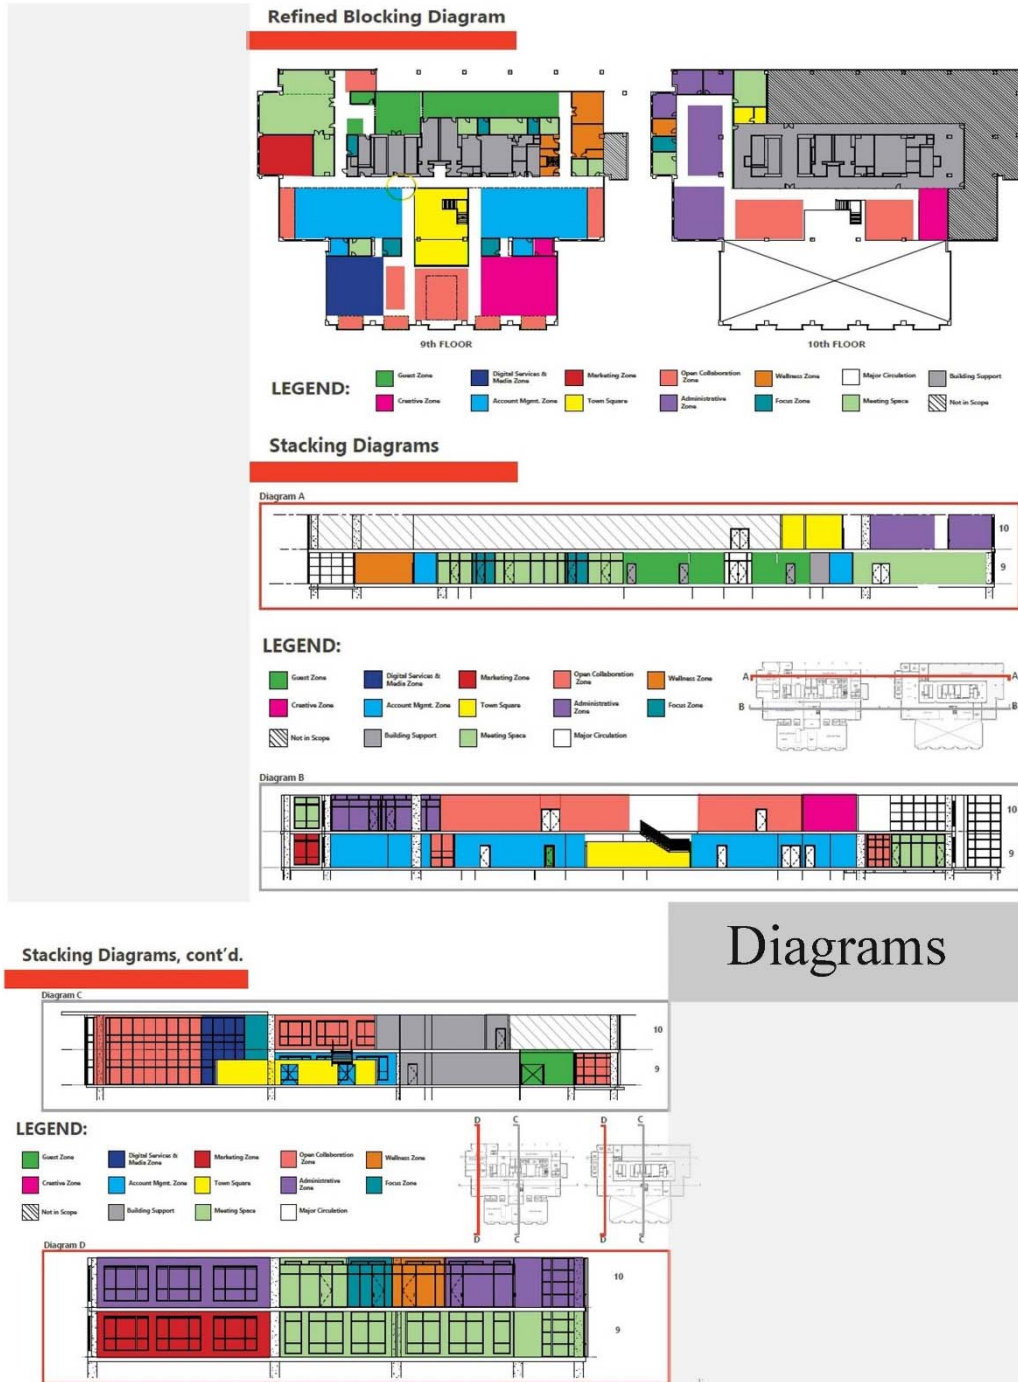 Refined Blocking Diagram
9th FLOOR
10th FLOOR
LEGEND:
Guest Zone
Digital Services &
Media Zone
Marketing Zone
Open Collaboration
Zone
Wellness Zone
Major Circulation
Building Support
Creative Zone
Account Mgmt. Zone
Town Square
Administrative
Zone
Focus Zone
Meeting Space
Not in Scope
Stacking Diagrams
Diagram A
10
9
LEGEND:
Guest Zone
Digital Services &
Media Zone
Marketing Zone
Open Collaboration
Zone
Wellness Zone
Creative Zone
Account Mgmt. Zone
Town Square
Administrative
Zone
Focus Zone
Not in Scope
Building Support
Meeting Space
Major Circulation
A A
B B
Diagram B
10
9
Diagrams
Stacking Diagrams, cont'd.
Diagram C
10
9
LEGEND:
Guest Zone
Digital Services &
Media Zone
Marketing Zone
Open Collaboration
Zone
Wellness Zone
Creative Zone
Account Mgmt. Zone
Town Square
Administrative
Zone
Focus Zone
Not in Scope
Building Support
Meeting Space
Major Circulation
D C D C
D C D C
Diagram D
10
9